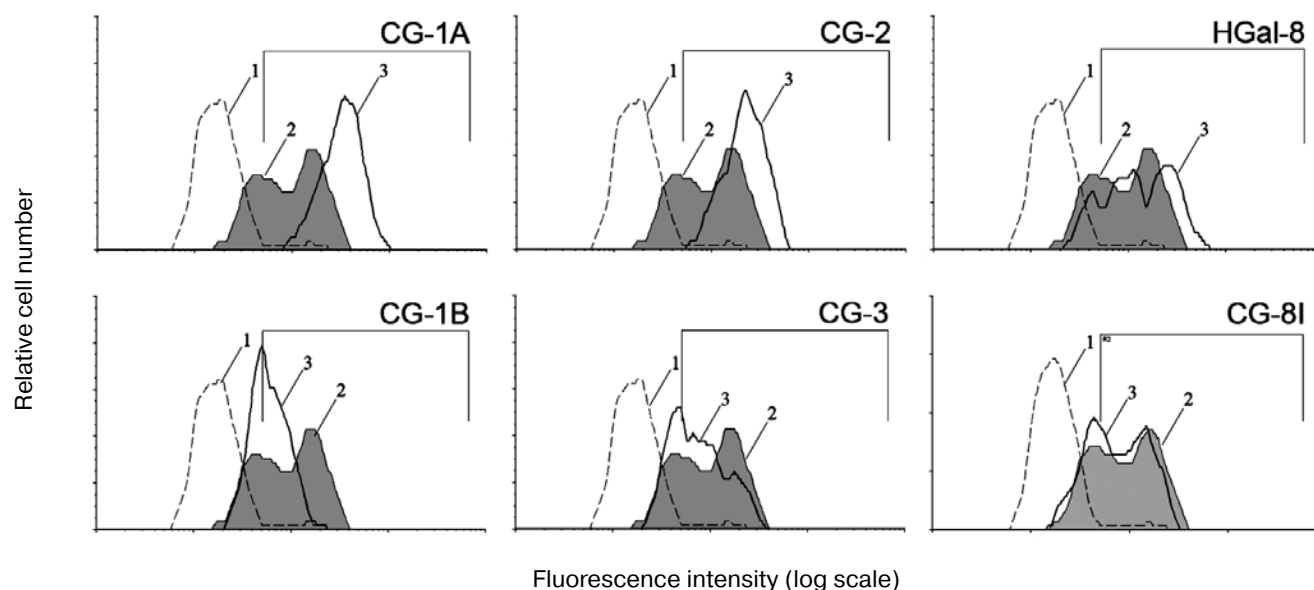 CG-1A
1
3
2
CG-2
1
3
2
HGal-8
1
2
3
CG-1B
1
3
2
CG-3
1
3
2
CG-8I
1
3
2
Relative cell number
Fluorescence intensity (log scale)